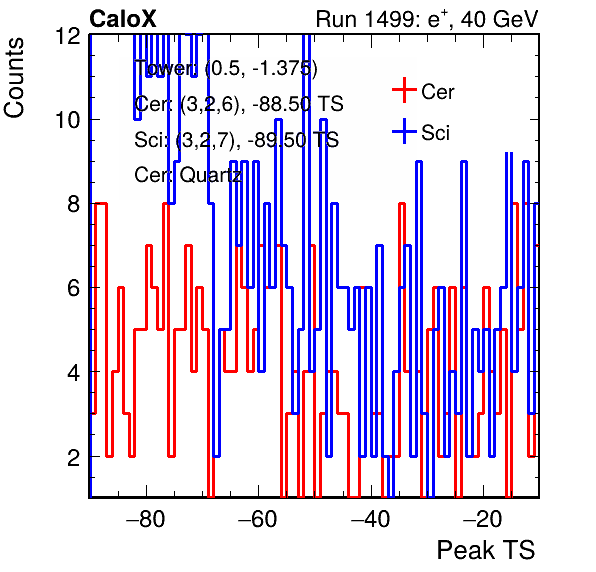 CaloX
Run 1499: e+, 40 GeV
Counts
Tower: (0.5, -1.375)
Cer: (3,2,6), -88.50 TS
Sci: (3,2,7), -89.50 TS
Cer: Quartz
Cer
Sci
12
10
8
6
4
2
−80
−60
−40
−20
Peak TS